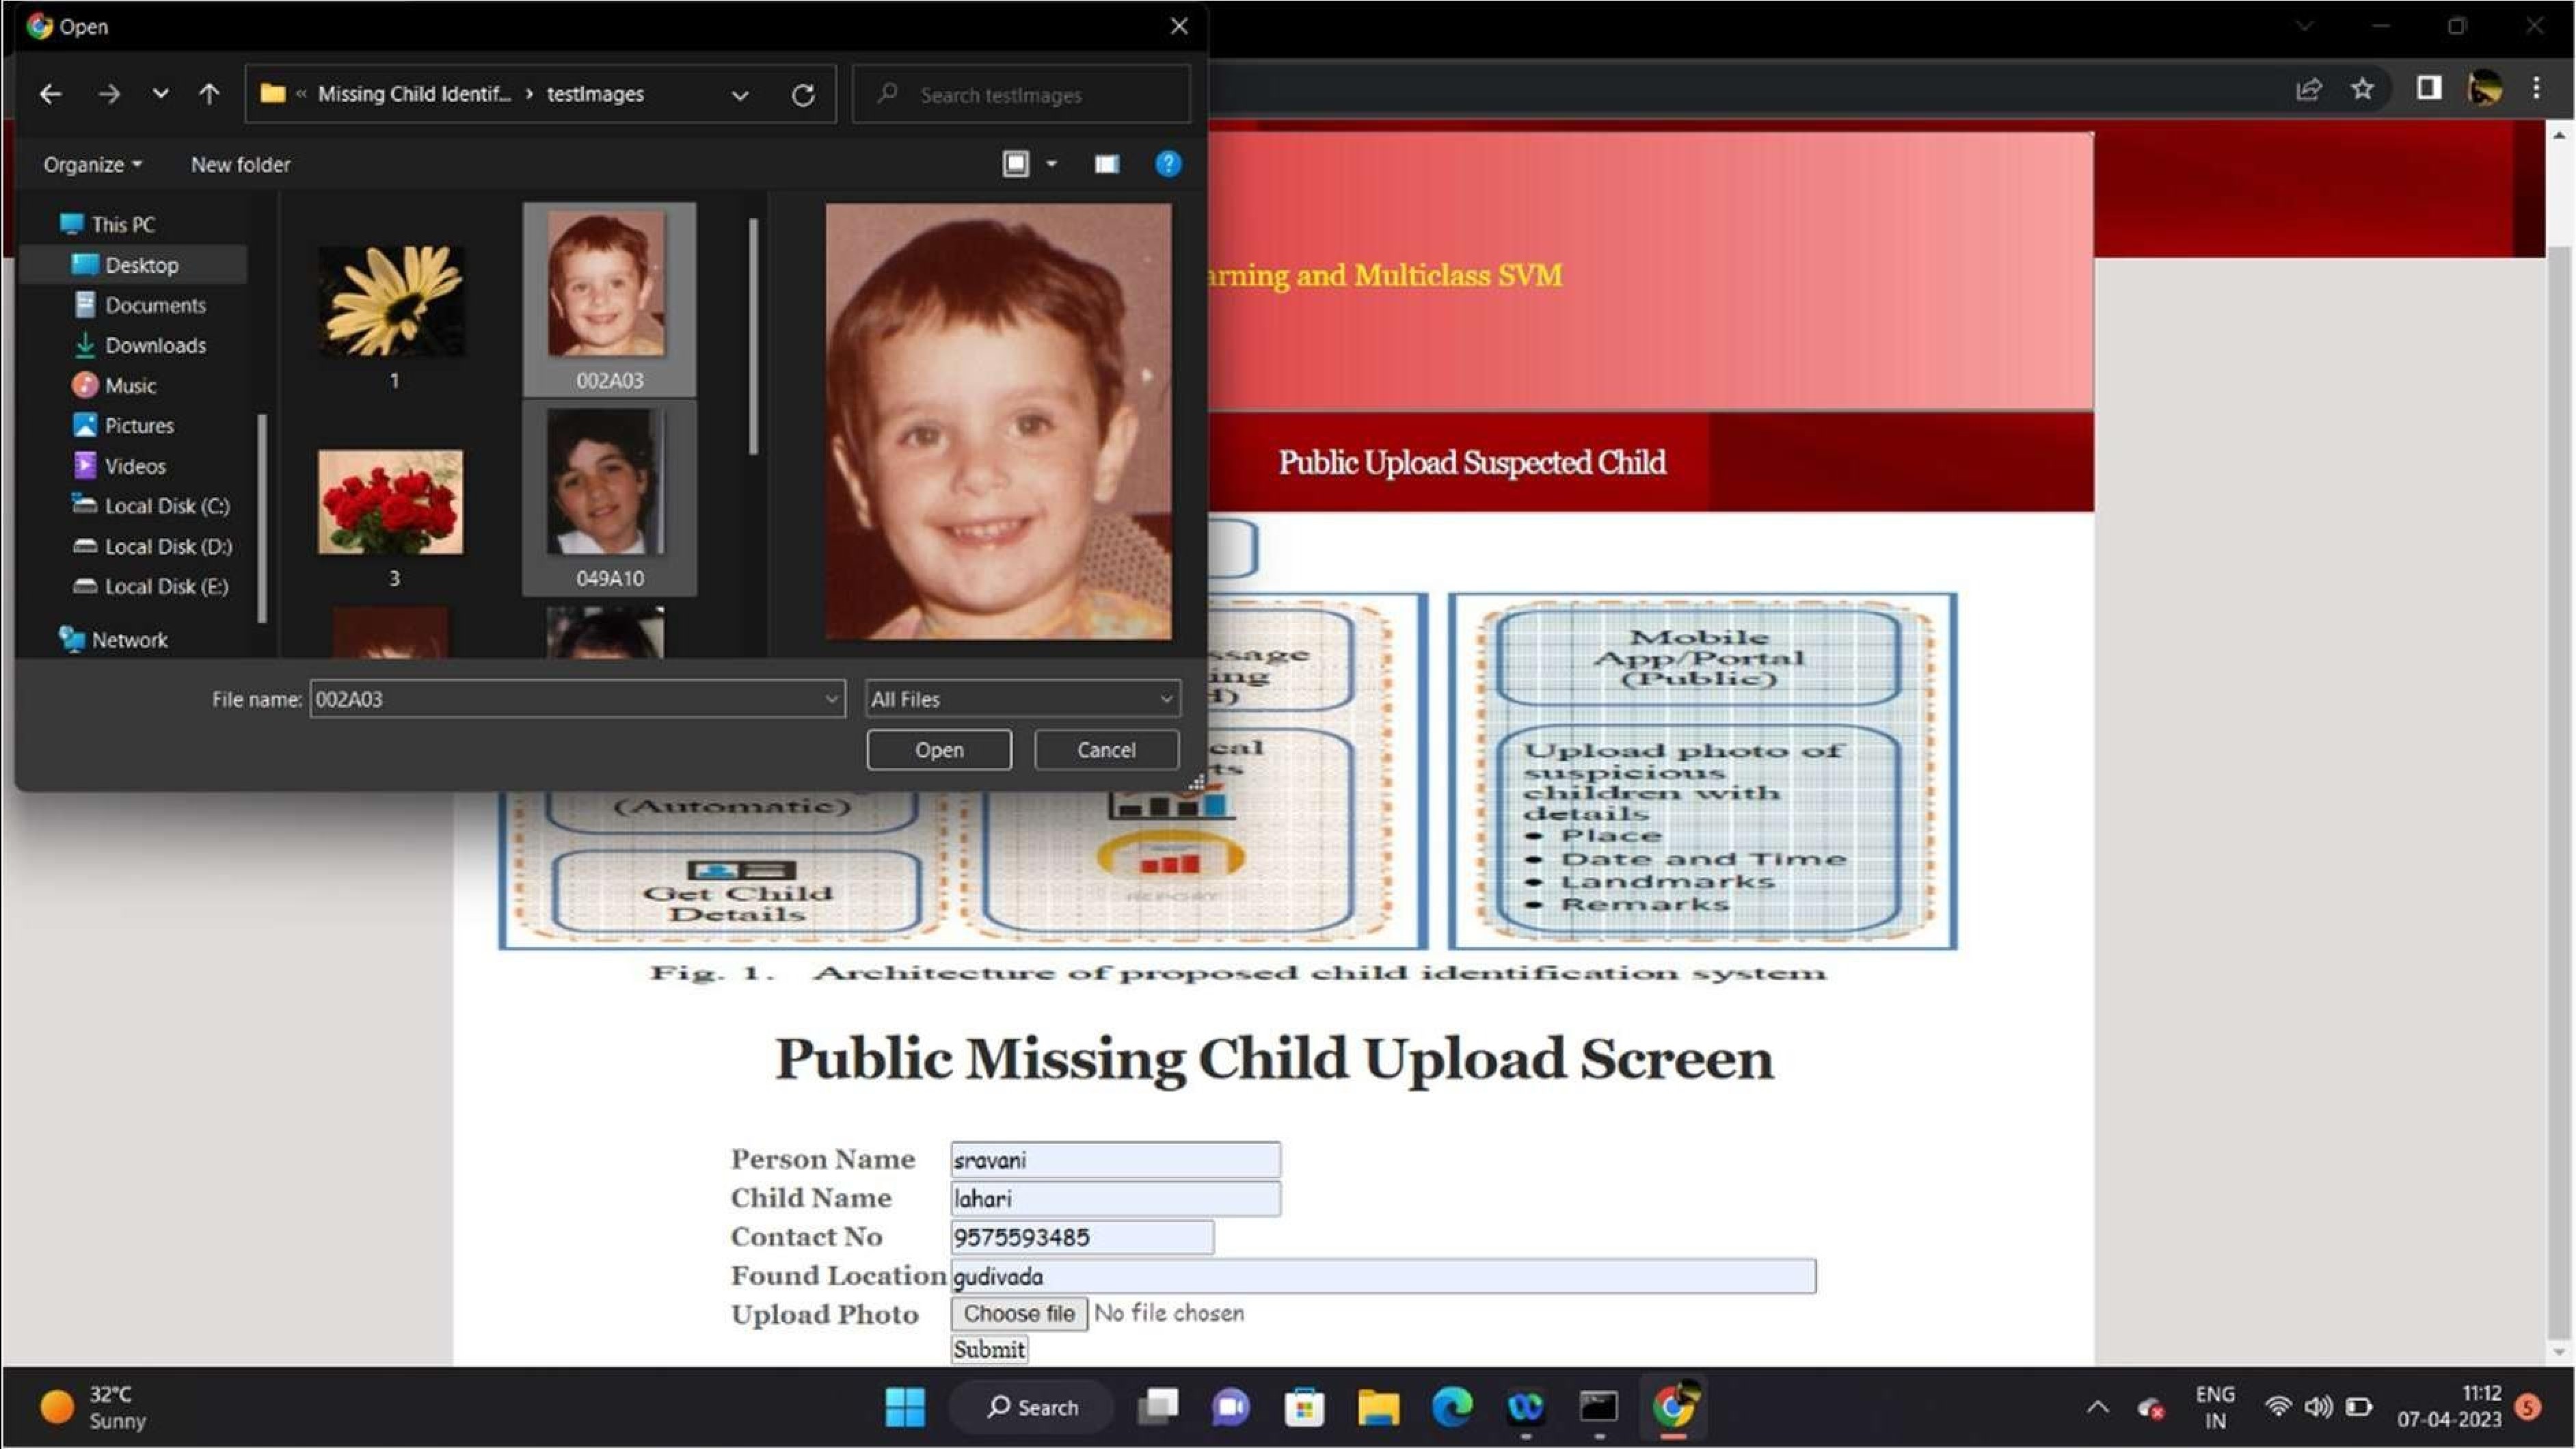 Open
« Missing Child Identif... › testImages
Search testImages
Organize
New folder
This PC
Desktop
Documents
Downloads
Music
Pictures
Videos
Local Disk (C:)
Local Disk (D:)
Local Disk (E:)
Network
1
002A03
3
049A10
File name: 002A03
All Files
Open
Cancel
arning and Multiclass SVM
Public Upload Suspected Child
ssage
ing
Mobile
App/Portal
(Public)
cal
ts
Upload photo of
suspicious
children with
details
• Place
• Date and Time
• Landmarks
• Remarks
(Automatic)
Get Child
Details
REPORT
Fig. 1. Architecture of proposed child identification system
Public Missing Child Upload Screen
Person Name sravani
Child Name lahari
Contact No 9575593485
Found Location gudivada
Upload Photo Choose file No file chosen
Submit
32°C
Sunny
Search
ENG
IN
11:12
07-04-2023
5